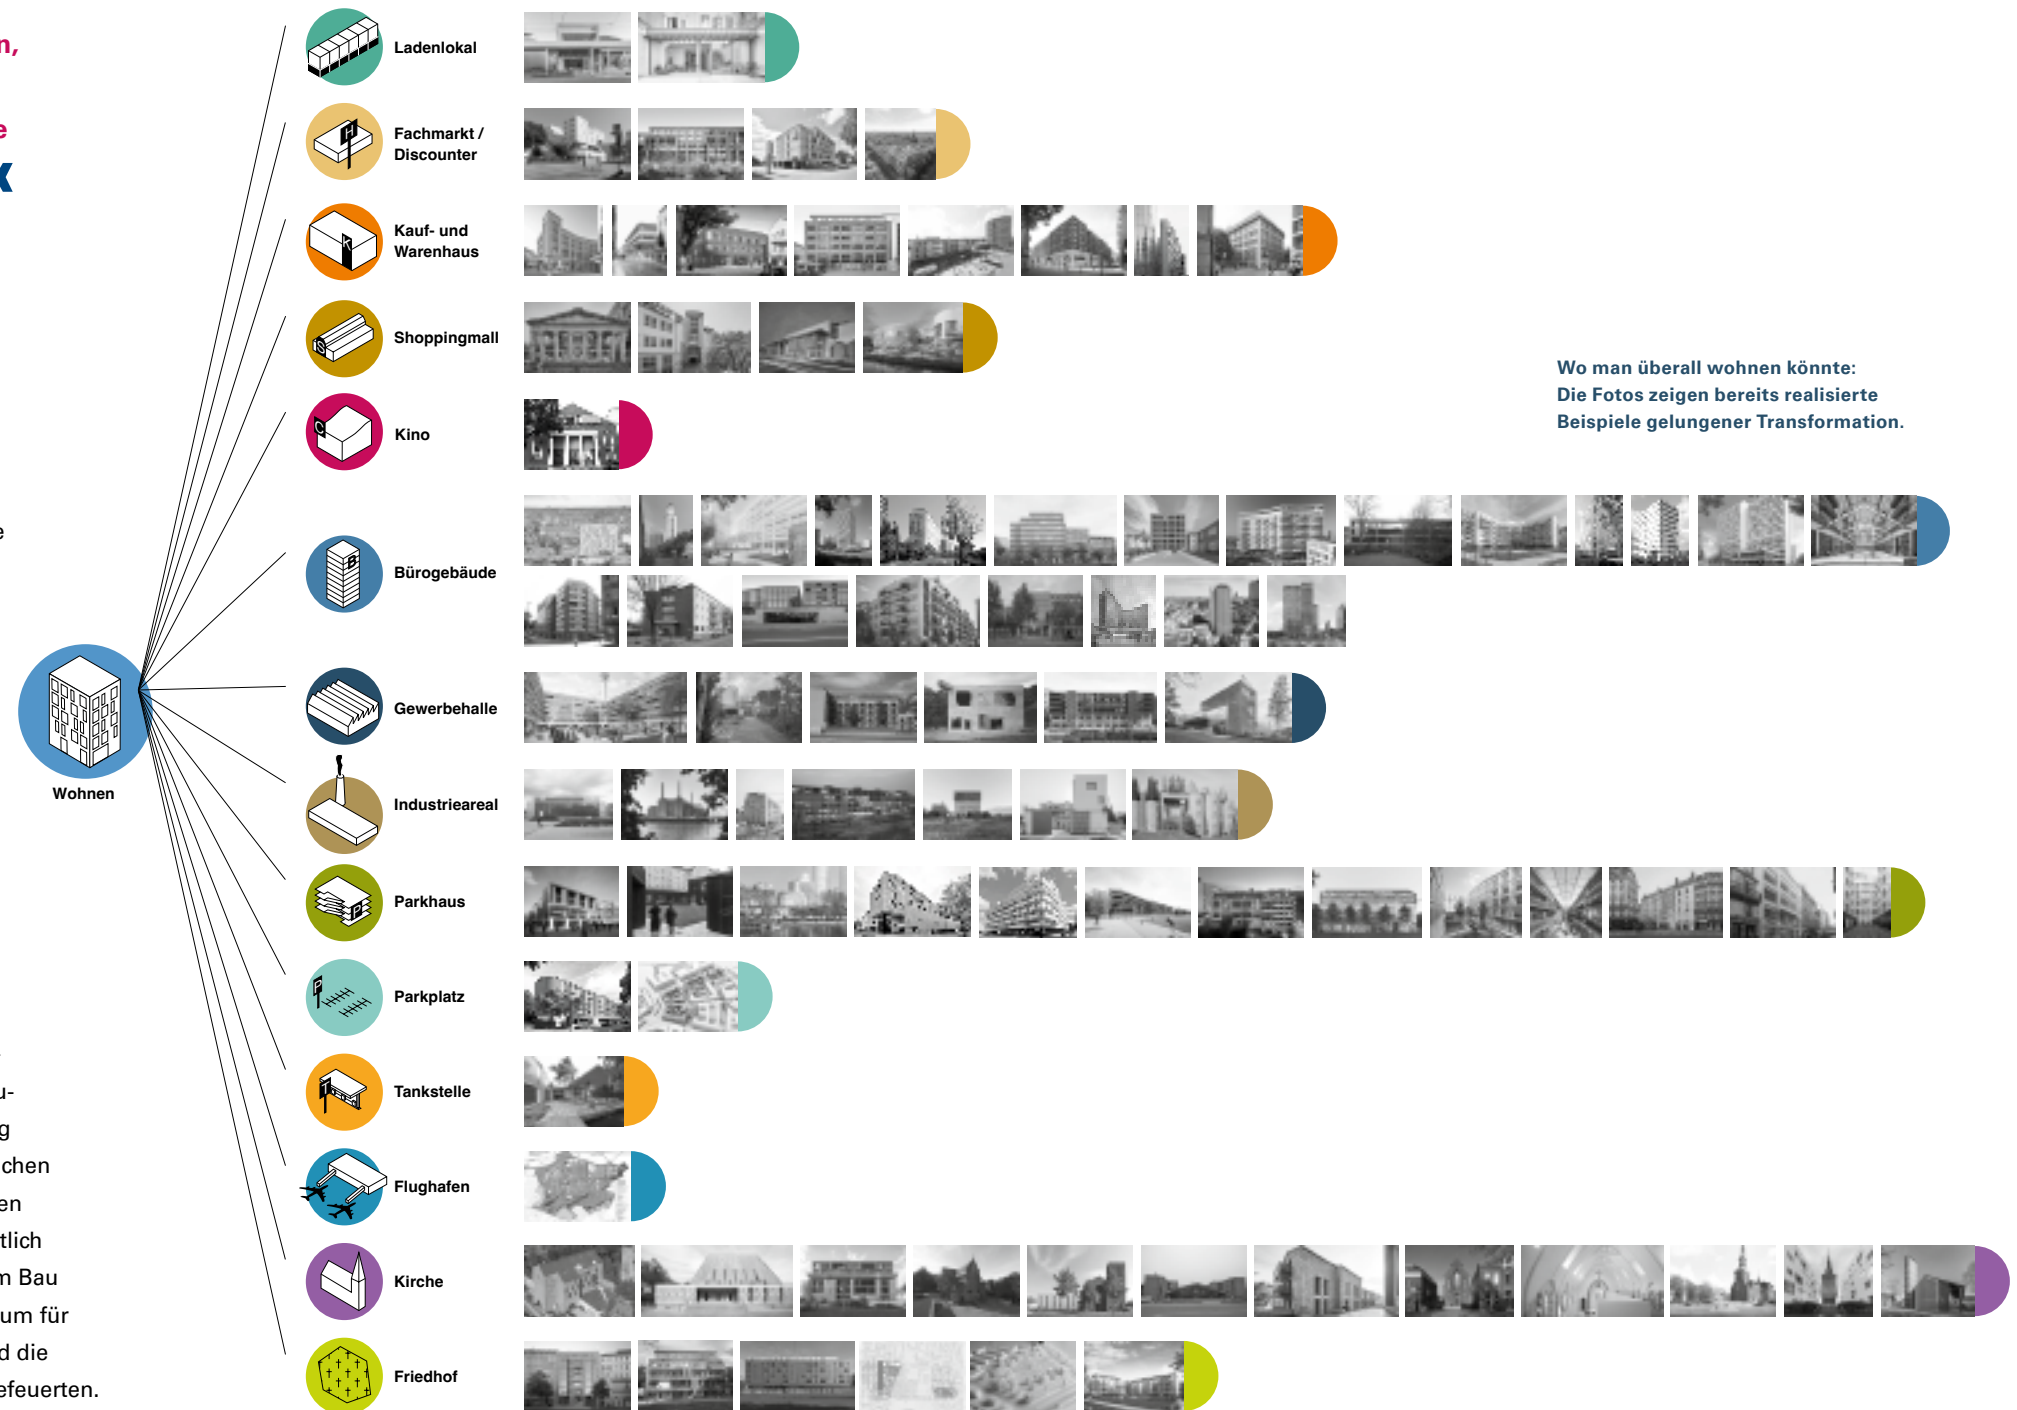 n,
e
x
e
u-
g
chen
en
tlich
m Bau
um für
d die
efeuerten.
Wohnen
Ladenlokal
Fachmarkt /
Discounter
Kauf- und
Warenhaus
Shoppingmall
Kino
Bürogebäude
Gewerbehalle
Industrieareal
Parkhaus
Parkplatz
Tankstelle
Flughafen
Kirche
Friedhof
H
K
S
C
B
P
P
T
Wo man überall wohnen könnte:
Die Fotos zeigen bereits realisierte
Beispiele gelungener Transformation.